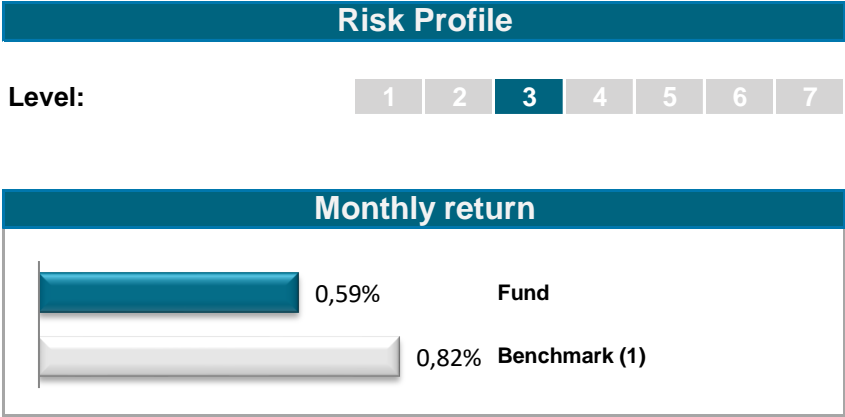 Risk Profile
Level: 1 2 3 4 5 6 7
Monthly return
0,59% Fund
0,82% Benchmark (1)